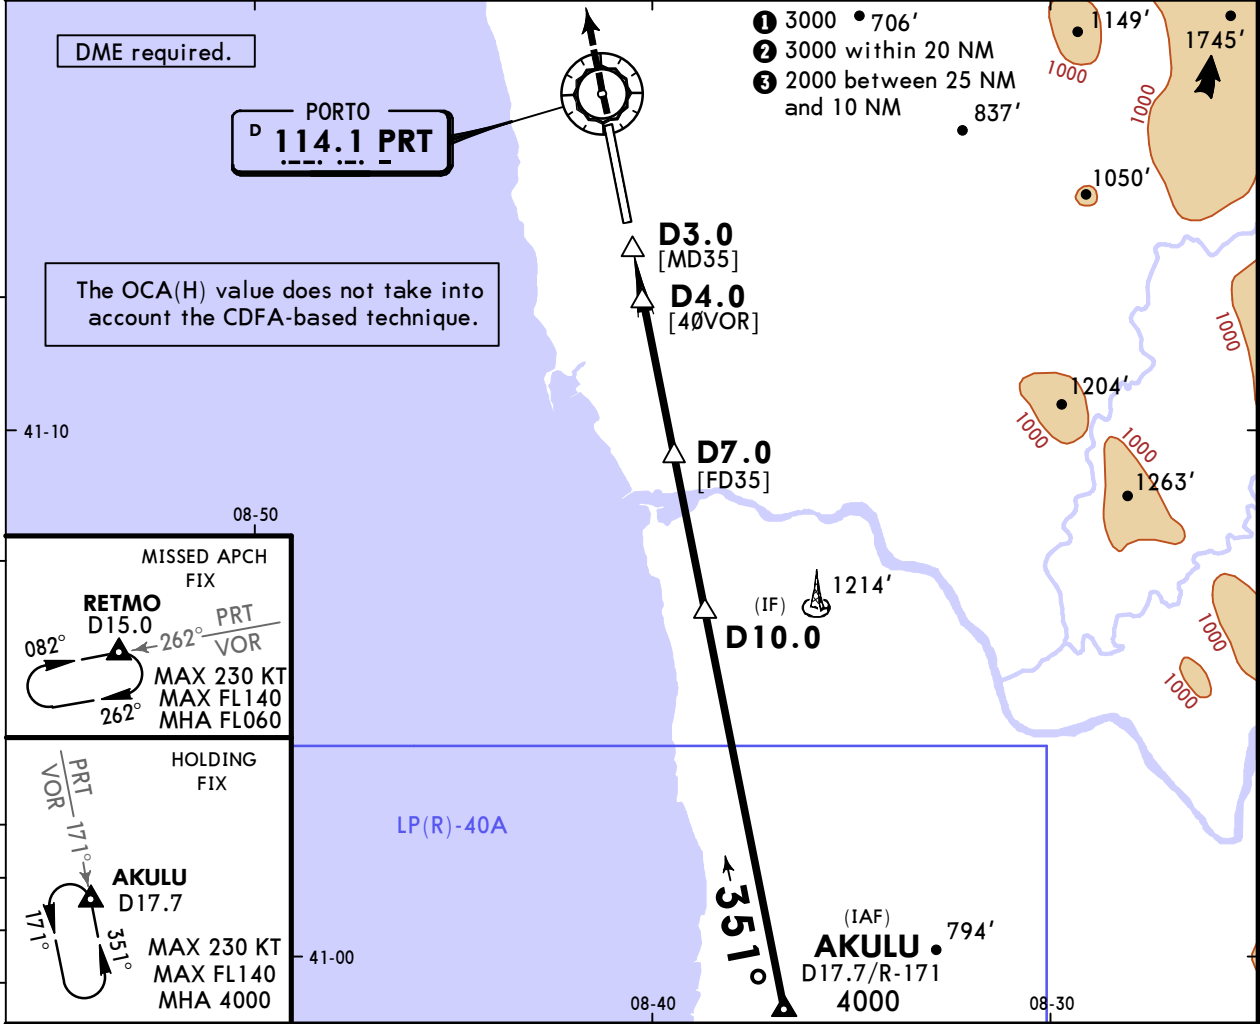 DME required.
❶ 3000
706'
❷ 3000 within 20 NM
❸ 2000 between 25 NM
and 10 NM
1149'
1745'
1000
1000
837'
1050'
PORTO
D 114.1 PRT
D3.0
[MD35]
D4.0
[4ØVOR]
The OCA(H) value does not take into
account the CDFA-based technique.
1000
1204'
1000
1000
1263'
41-10
D7.0
[FD35]
08-50
MISSED APCH
FIX
RETMO
D15.0
082°
262°
PRT
VOR
262°
MAX 230 KT
MAX FL140
MHA FL060
(IF)
D10.0
1214'
1000
1000
HOLDING
FIX
PRT
VOR
171°
AKULU
D17.7
171°
351°
MAX 230 KT
MAX FL140
MHA 4000
LP(R)-40A
351°
(IAF)
AKULU
D17.7/R-171
4000
794'
41-00
08-40
08-30